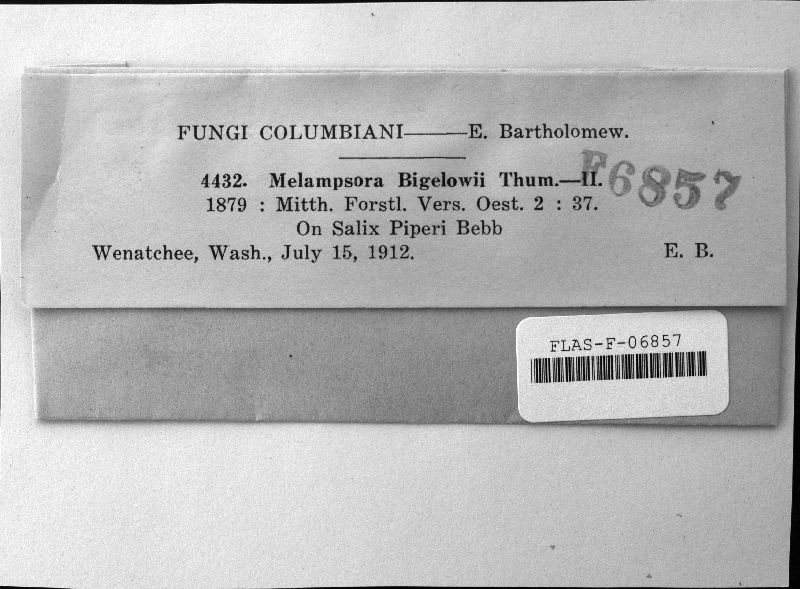 FUNGI COLUMBIANI——E. Bartholomew.
4432. Melampsora Bigelowii Thum.—II.
F6857
1879 : Mitth. Forstl. Vers. Oest. 2 : 37.
On Salix Piperi Bebb
Wenatchee, Wash., July 15, 1912. E. B.
FLAS-F-06857